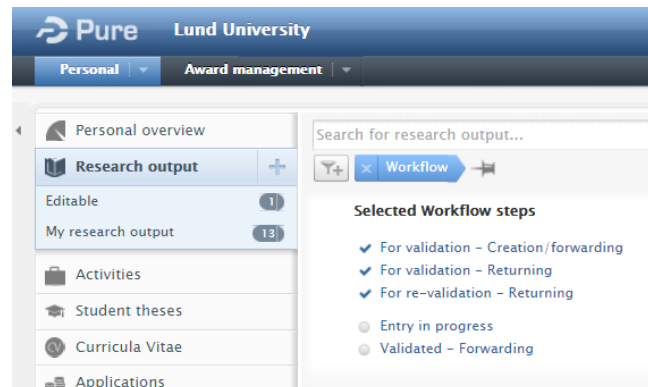 Pure Lund University
Personal Award management
Personal overview
Research output
Editable 1
My research output 13
Activities
Student theses
CV Curricula Vitae
Applications
Search for research output...
Workflow
Selected Workflow steps
For validation – Creation/forwarding
For validation – Returning
For re-validation – Returning
Entry in progress
Validated – Forwarding